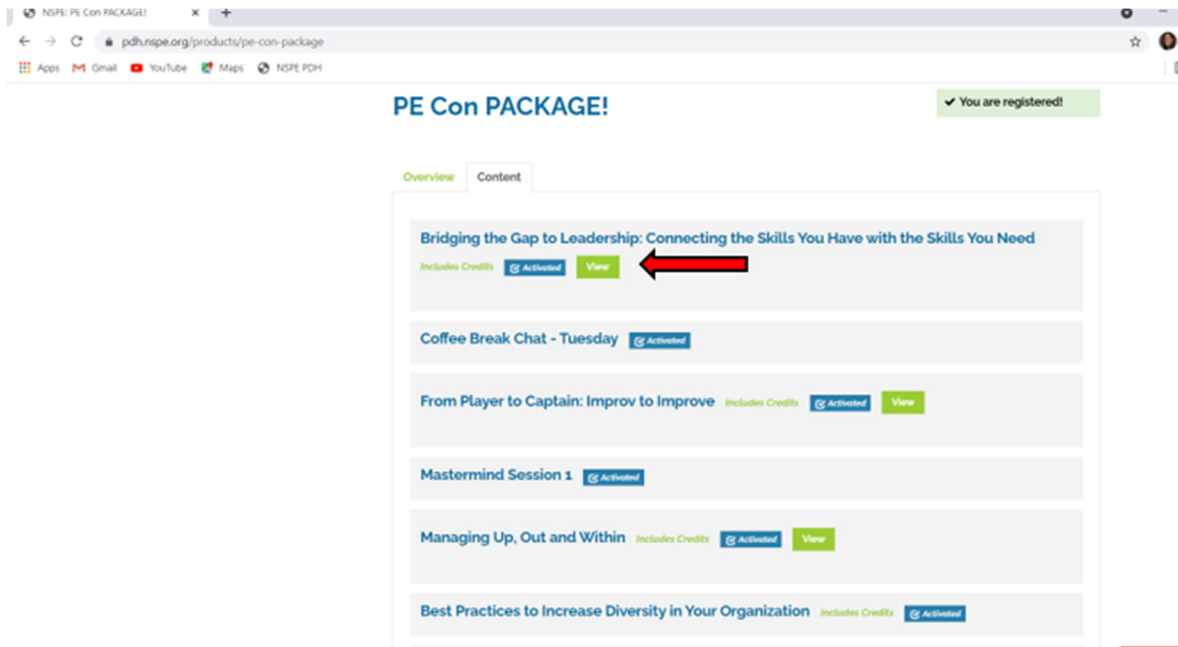 NSPE: PE Con PACKAGE!
pdh.nspe.org/products/pe-con-package
Apps Gmail YouTube Maps NSPE PDH
PE Con PACKAGE!
You are registered!
Overview Content
Bridging the Gap to Leadership: Connecting the Skills You Have with the Skills You Need
Includes Credits Activated View
Coffee Break Chat - Tuesday Activated
From Player to Captain: Improv to Improve Includes Credits Activated View
Mastermind Session 1 Activated
Managing Up, Out and Within Includes Credits Activated View
Best Practices to Increase Diversity in Your Organization Includes Credits Activated